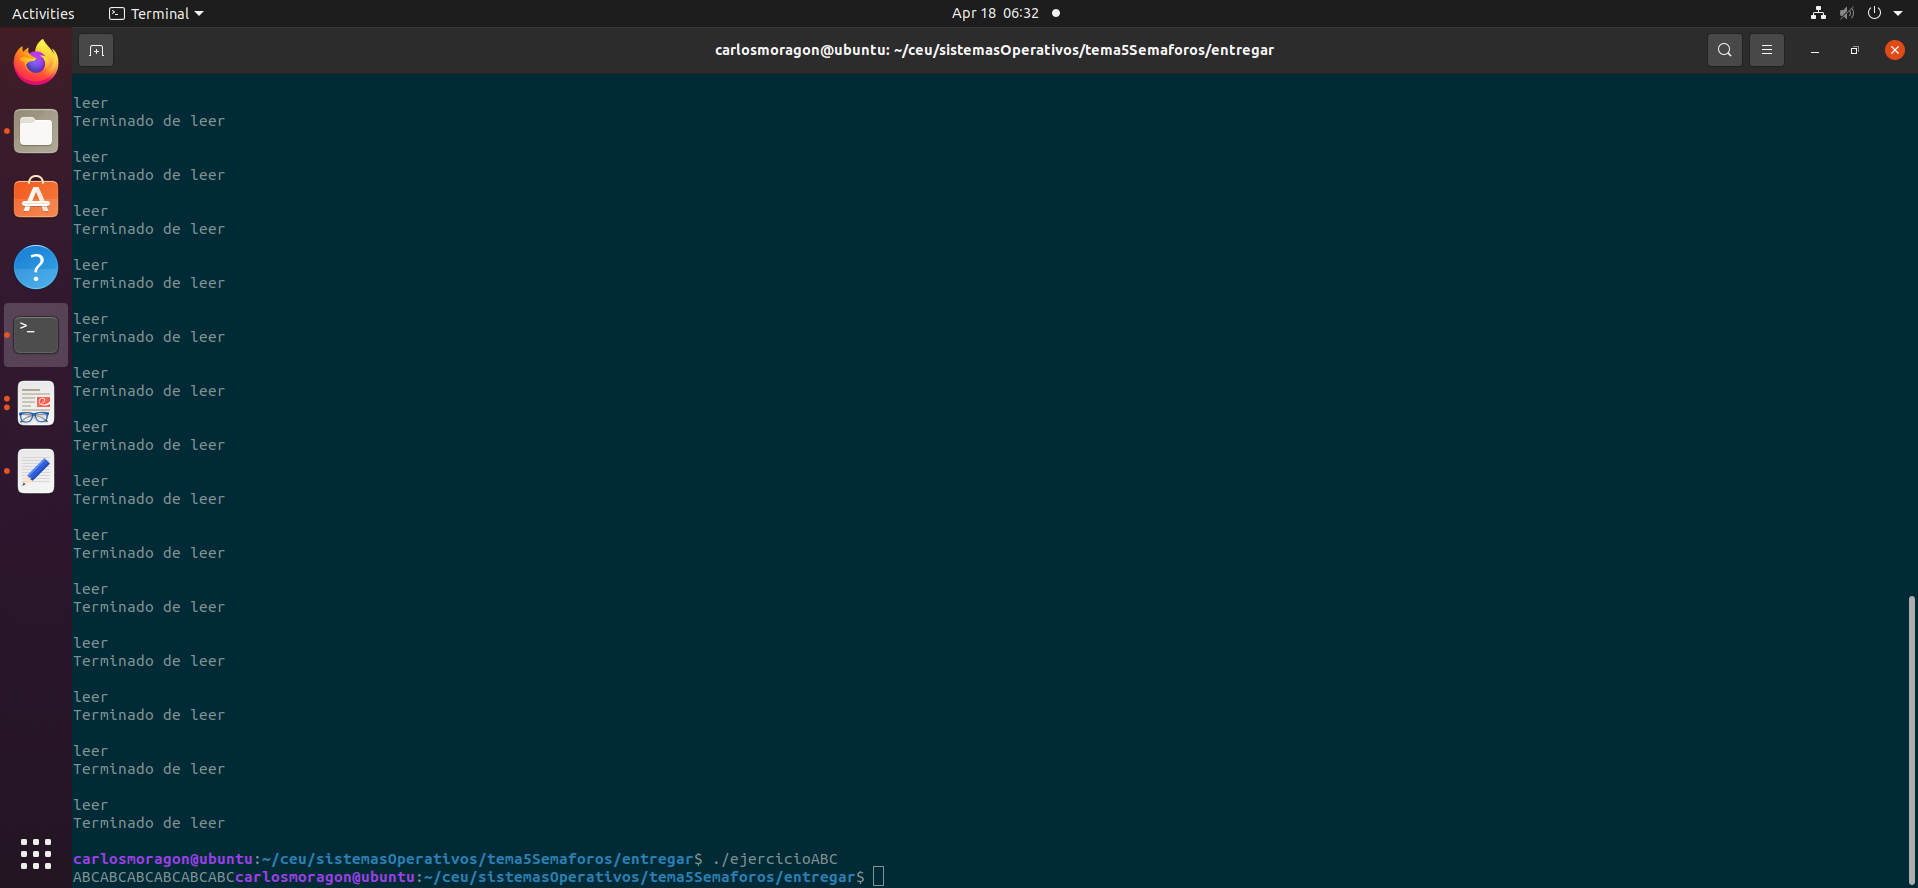 Activities
Terminal
Apr 18 06:32
carlosmoragon@ubuntu: ~/ceu/sistemasOperativos/tema5Semaforos/entregar
leer
Terminado de leer
leer
Terminado de leer
leer
Terminado de leer
leer
Terminado de leer
leer
Terminado de leer
leer
Terminado de leer
leer
Terminado de leer
leer
Terminado de leer
leer
Terminado de leer
leer
Terminado de leer
leer
Terminado de leer
leer
Terminado de leer
leer
Terminado de leer
leer
Terminado de leer
carlosmoragon@ubuntu:~/ceu/sistemasOperativos/tema5Semaforos/entregar$ ./ejercicioABC
ABCABCABCABCABCABCcarlosmoragon@ubuntu:~/ceu/sistemasOperativos/tema5Semaforos/entregar$